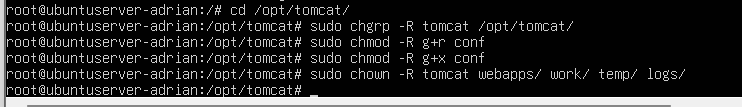 root@ubuntuserver-adrian:/# cd /opt/tomcat/
root@ubuntuserver-adrian:/opt/tomcat# sudo chgrp -R tomcat /opt/tomcat/
root@ubuntuserver-adrian:/opt/tomcat# sudo chmod -R g+r conf
root@ubuntuserver-adrian:/opt/tomcat# sudo chmod -R g+x conf
root@ubuntuserver-adrian:/opt/tomcat# sudo chown -R tomcat webapps/ work/ temp/ logs/
root@ubuntuserver-adrian:/opt/tomcat# _